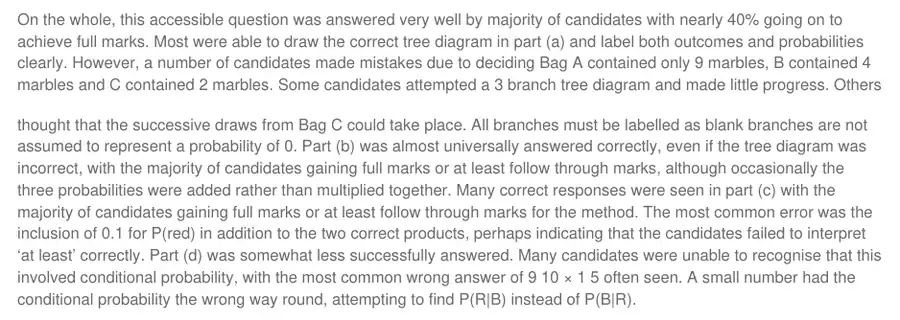 On the whole, this accessible question was answered very well by majority of candidates with nearly 40% going on to
achieve full marks. Most were able to draw the correct tree diagram in part (a) and label both outcomes and probabilities
clearly. However, a number of candidates made mistakes due to deciding Bag A contained only 9 marbles, B contained 4
marbles and C contained 2 marbles. Some candidates attempted a 3 branch tree diagram and made little progress. Others
thought that the successive draws from Bag C could take place. All branches must be labelled as blank branches are not
assumed to represent a probability of 0. Part (b) was almost universally answered correctly, even if the tree diagram was
incorrect, with the majority of candidates gaining full marks or at least follow through marks, although occasionally the
three probabilities were added rather than multiplied together. Many correct responses were seen in part (c) with the
majority of candidates gaining full marks or at least follow through marks for the method. The most common error was the
inclusion of 0.1 for P(red) in addition to the two correct products, perhaps indicating that the candidates failed to interpret
‘at least’ correctly. Part (d) was somewhat less successfully answered. Many candidates were unable to recognise that this
involved conditional probability, with the most common wrong answer of 9 10 × 1 5 often seen. A small number had the
conditional probability the wrong way round, attempting to find P(R|B) instead of P(B|R).